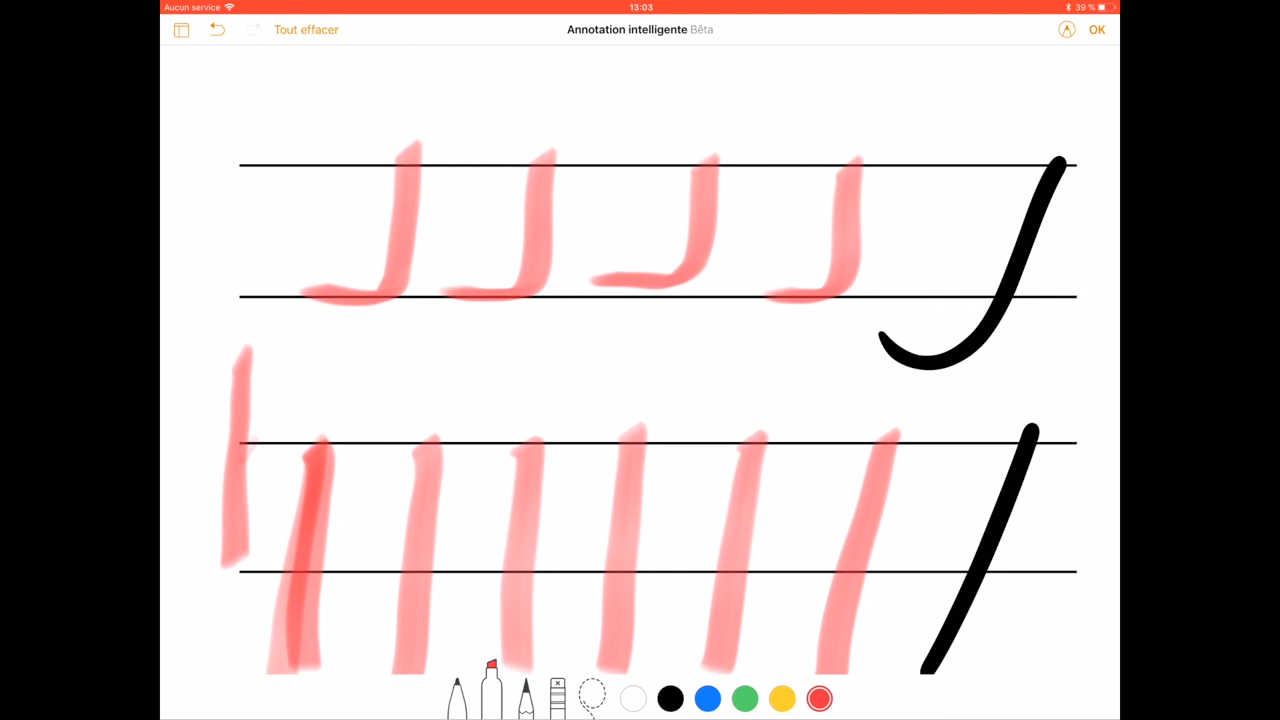 Aucun service 13:03 39 %
Tout effacer Annotation intelligente Bêta OK